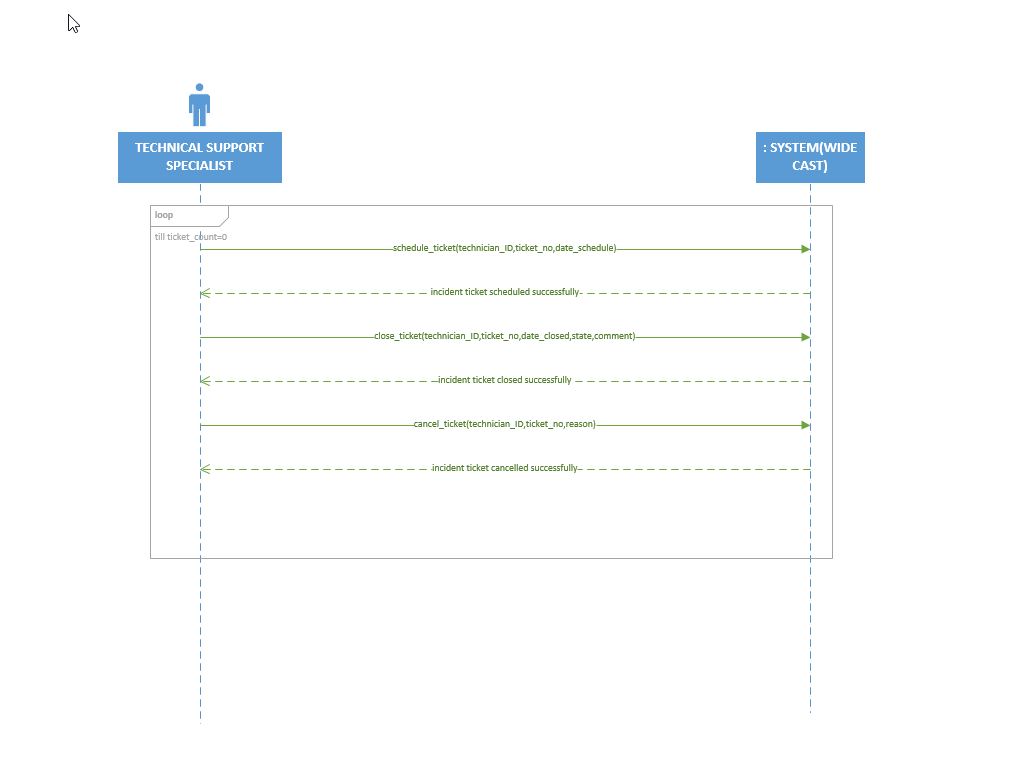 TECHNICAL SUPPORT
SPECIALIST
: SYSTEM(WIDE
CAST)
loop
till ticket_count=0
schedule_ticket(technician_ID,ticket_no,date_schedule)
incident ticket scheduled successfully
close_ticket(technician_ID,ticket_no,date_closed,state,comment)
incident ticket closed successfully
cancel_ticket(technician_ID,ticket_no,reason)
incident ticket cancelled successfully